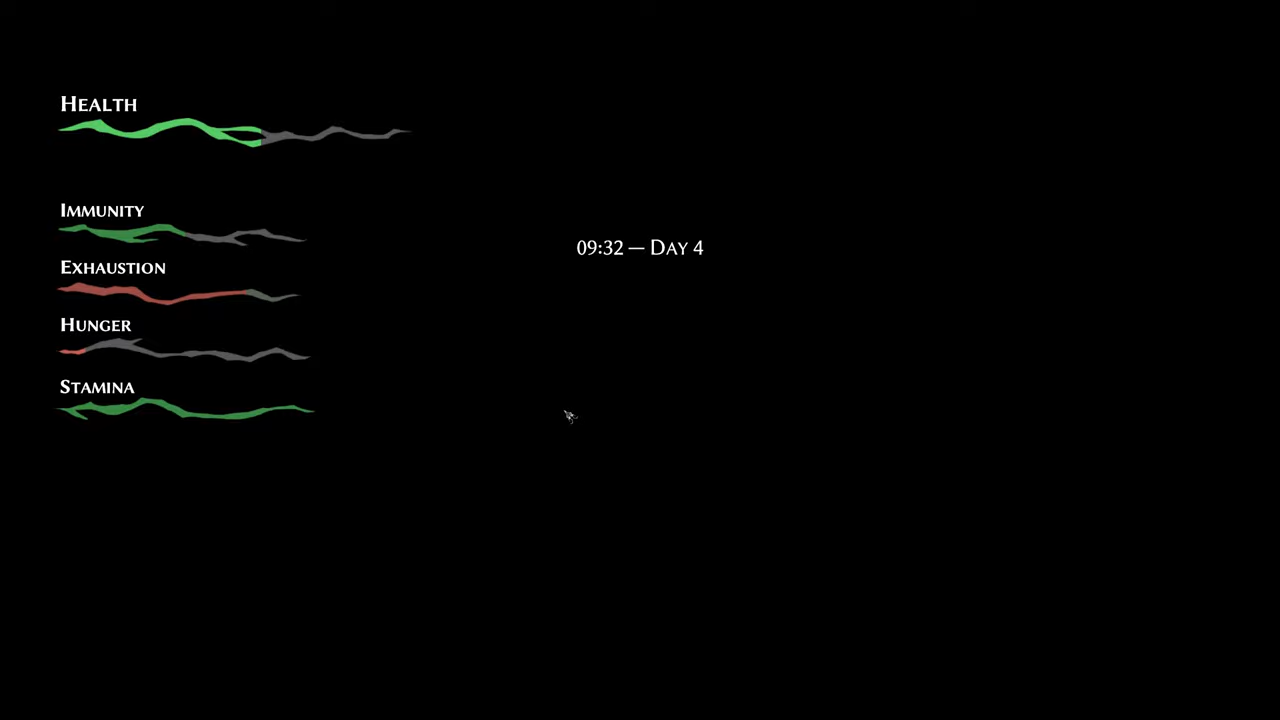 Health
Immunity
Exhaustion
Hunger
Stamina
09:32 — Day 4